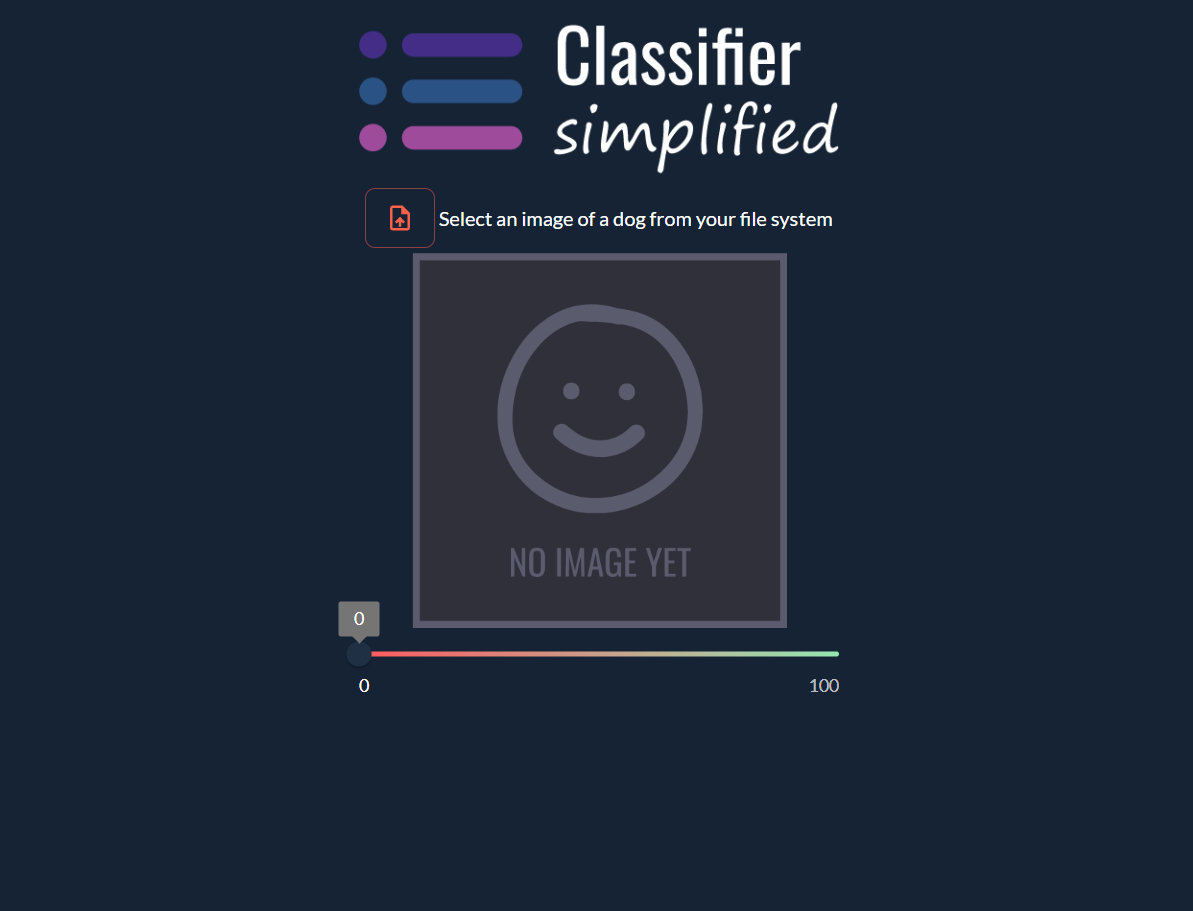 Classifier
simplified
Select an image of a dog from your file system
NO IMAGE YET
0
0
100